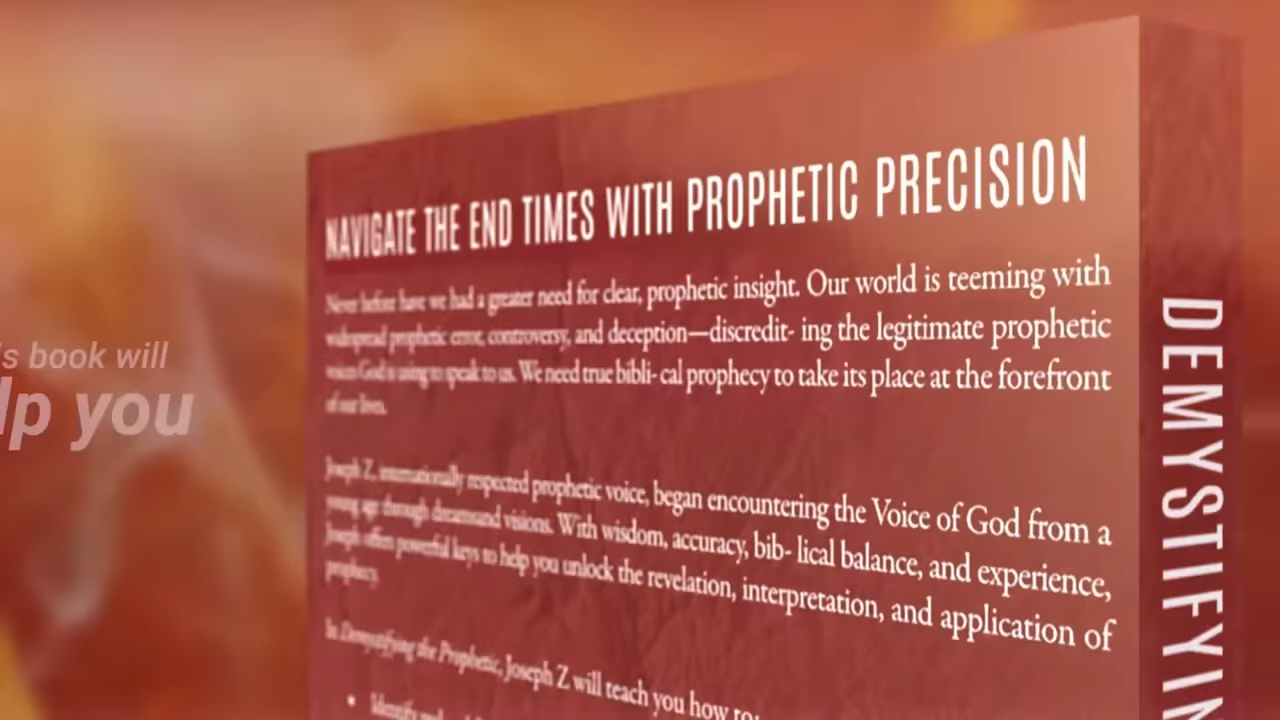 s book will
lp you
NAVIGATE THE END TIMES WITH PROPHETIC PRECISION
Never before have we had a greater need for clear, prophetic insight. Our world is teeming with
widespread prophetic error, controversy, and deception—discredit- ing the legitimate prophetic
voices God is using to speak to us. We need true bibli- cal prophecy to take its place at the forefront
of our lives.
Joseph Z, internationally respected prophetic voice, began encountering the Voice of God from a
young age through dreams and visions. With wisdom, accuracy, bib- lical balance, and experience,
Joseph offers powerful keys to help you unlock the revelation, interpretation, and application of
prophecy.
In Demystifying the Prophetic, Joseph Z will teach you how to:
• Identify and
DEMYSTIFYIN